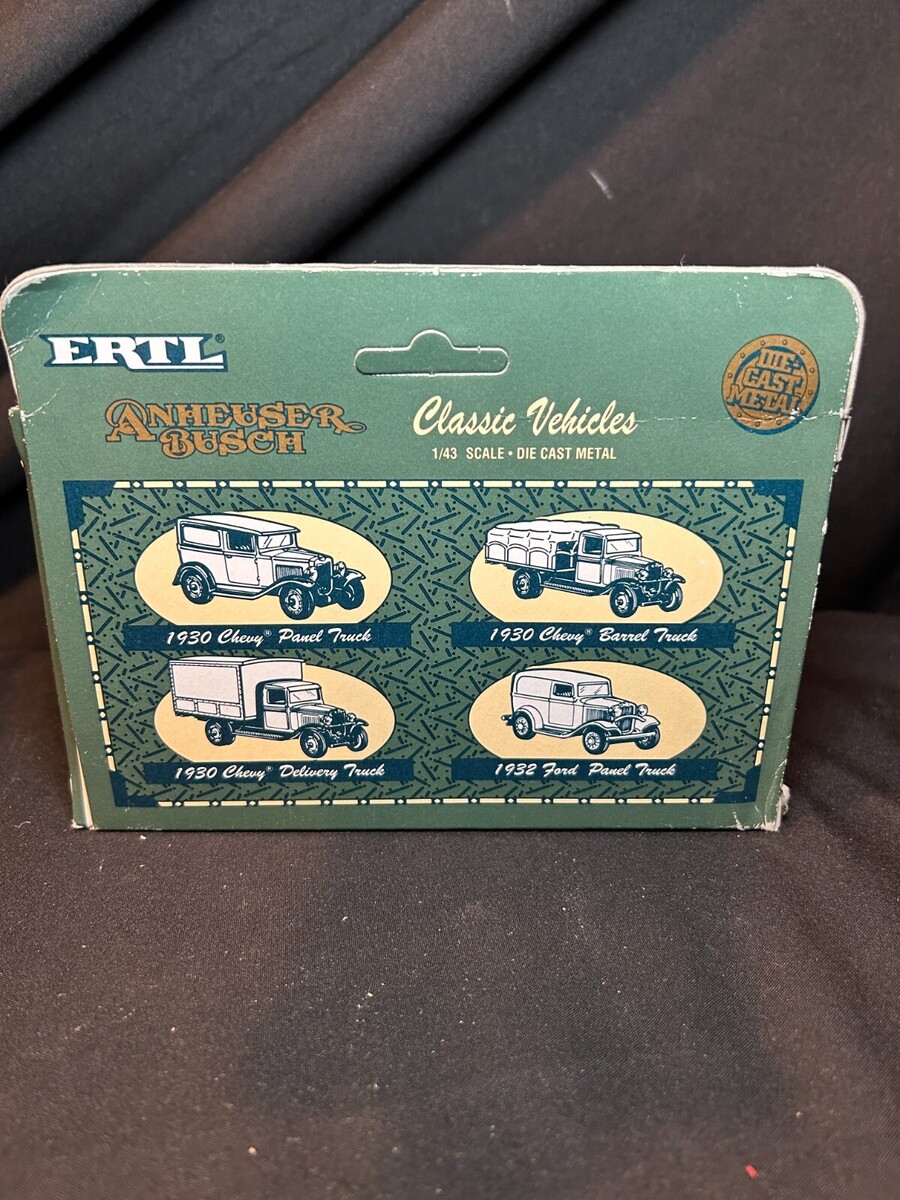 ERTL®
ANHEUSER
BUSCH
Classic Vehicles
1/43 SCALE • DIE CAST METAL
DIE-
CAST
METAL
1930 Chevy® Panel Truck
1930 Chevy® Barrel Truck
1930 Chevy® Delivery Truck
1932 Ford Panel Truck